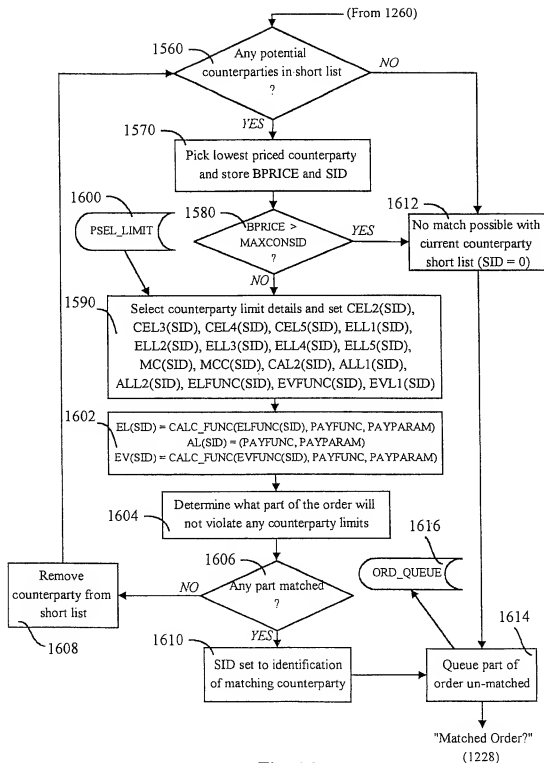 (From 1260)
1560
Any potential
counterparties in short list
?
NO
YES
1570
Pick lowest priced counterparty
and store BPRICE and SID
1600
PSEL_LIMIT
1580
BPRICE >
MAXCONSID
?
YES
NO
1612
No match possible with
current counterparty
short list (SID = 0)
1590
Select counterparty limit details and set CEL2(SID),
CEL3(SID), CEL4(SID), CEL5(SID), ELL1(SID),
ELL2(SID), ELL3(SID), ELL4(SID), ELL5(SID),
MC(SID), MCC(SID), CAL2(SID), ALL1(SID),
ALL2(SID), ELFUNC(SID), EVFUNC(SID), EVL1(SID)
1602
EL(SID) = CALC_FUNC(ELFUNC(SID), PAYFUNC, PAYPARAM)
AL(SID) = (PAYFUNC, PAYPARAM)
EV(SID) = CALC_FUNC(EVFUNC(SID), PAYFUNC, PAYPARAM)
1604
Determine what part of the order will
not violate any counterparty limits
1606
Any part matched
?
NO
YES
Remove
counterparty from
short list
1608
1610
SID set to identification
of matching counterparty
1616
ORD_QUEUE
1614
Queue part of
order un-matched
"Matched Order?"
(1228)